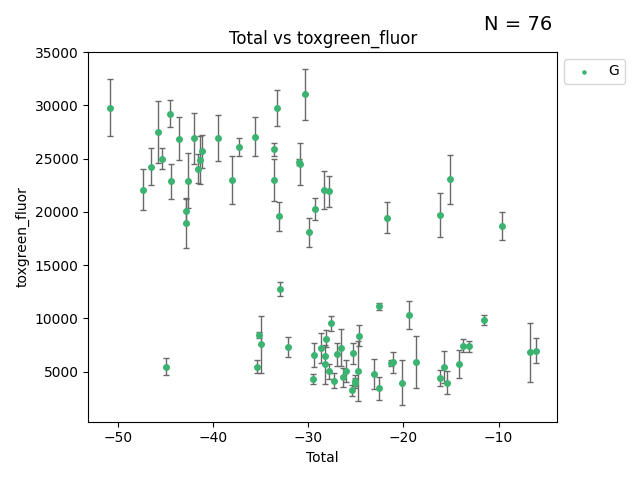 N = 76
Total vs toxgreen_fluor
G
toxgreen_fluor
35000
30000
25000
20000
15000
10000
5000
−50 −40 −30 −20 −10
Total